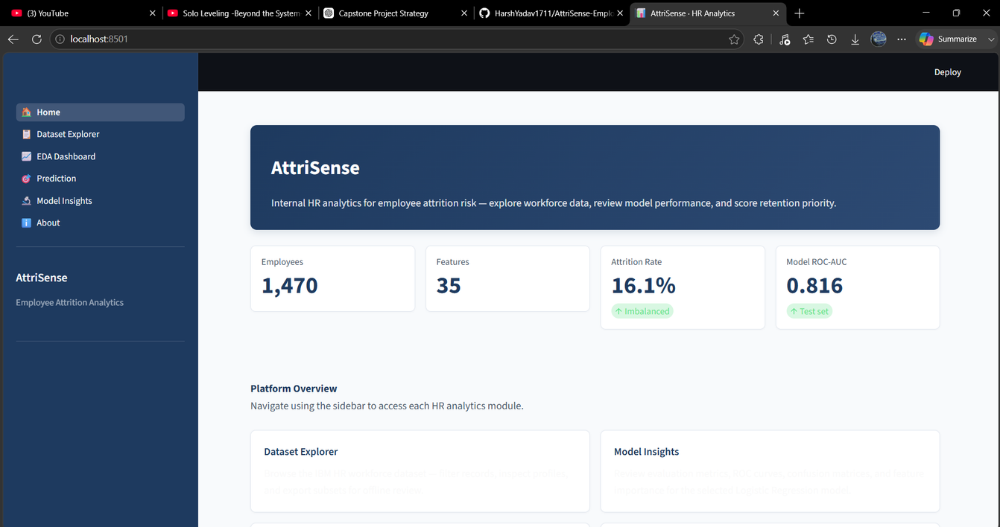 (3) YouTube
Solo Leveling -Beyond the System
Capstone Project Strategy
HarshYadav1711/AttriSense-Emplo
AttriSense · HR Analytics
localhost:8501
Summarize
Deploy
Home
Dataset Explorer
EDA Dashboard
Prediction
Model Insights
About
AttriSense
Employee Attrition Analytics
AttriSense
Internal HR analytics for employee attrition risk — explore workforce data, review model performance, and score retention priority.
Employees
1,470
Features
35
Attrition Rate
16.1%
↑ Imbalanced
Model ROC-AUC
0.816
↑ Test set
Platform Overview
Navigate using the sidebar to access each HR analytics module.
Dataset Explorer
Browse the IBM HR workforce dataset — filter records, inspect profiles,
and export subsets for offline review.
Model Insights
Review evaluation metrics, ROC curves, confusion matrices, and feature
importance for the selected Logistic Regression model.